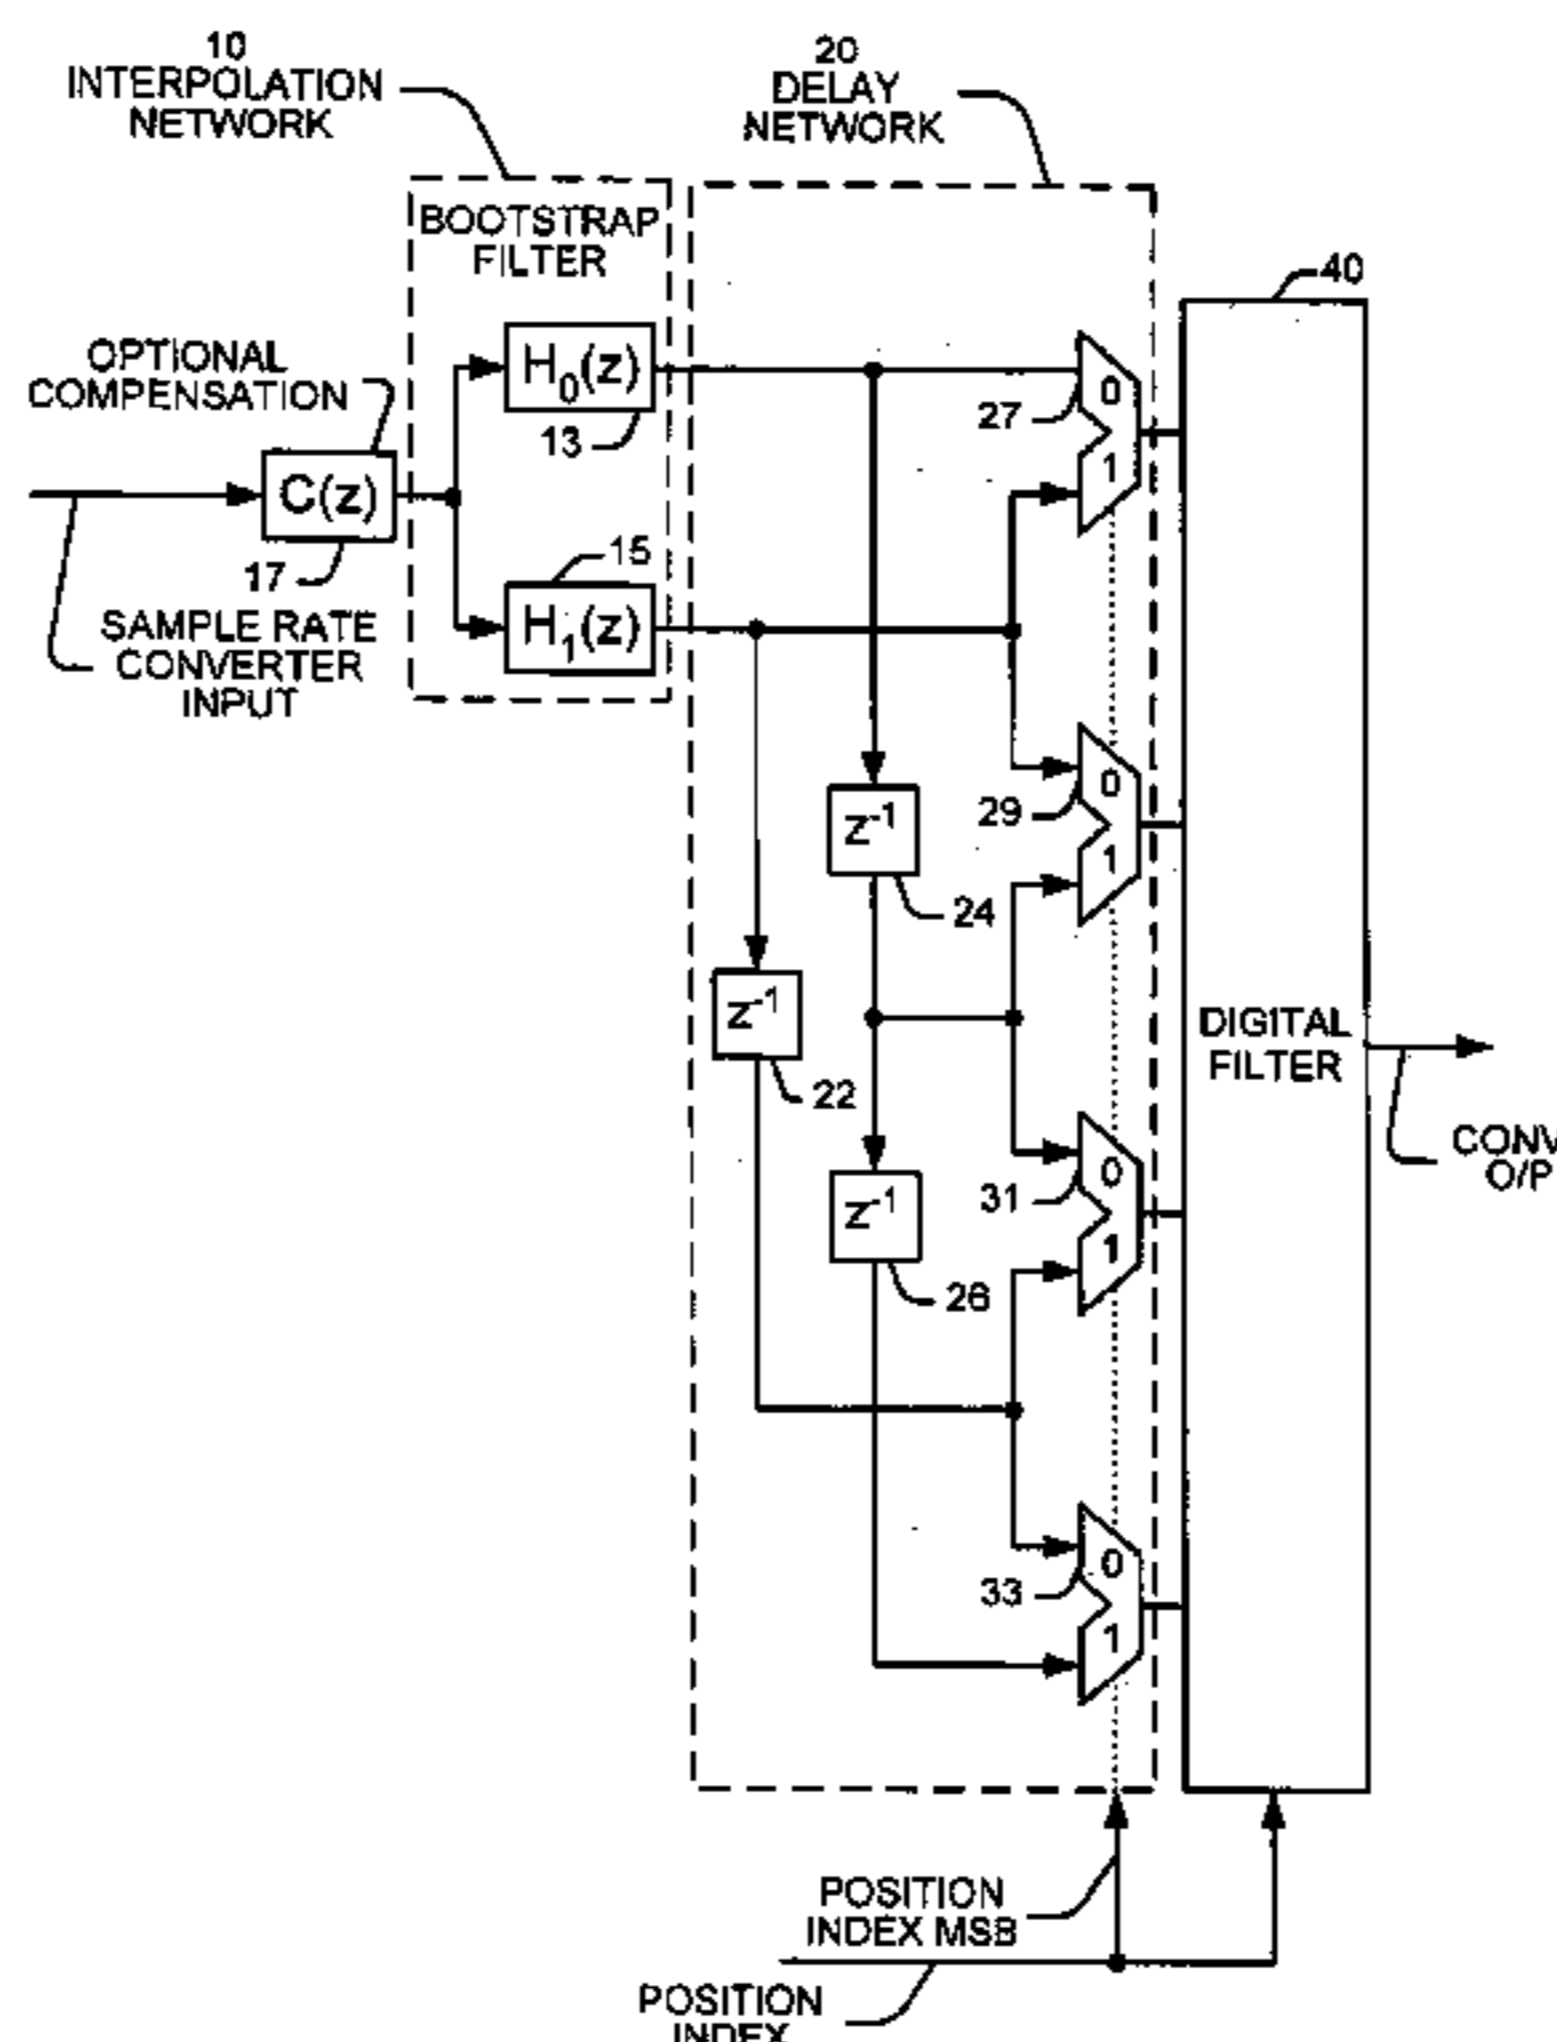 10
INTERPOLATION
NETWORK
20
DELAY
NETWORK
BOOTSTRAP
FILTER
40
OPTIONAL
COMPENSATION
H0(z)
13
27
0
1
C(z)
17
15
H1(z)
SAMPLE RATE
CONVERTER
INPUT
29
0
1
z-1
24
z-1
22
DIGITAL
FILTER
CONV
O/P
31
0
1
z-1
26
33
0
1
POSITION
INDEX MSB
POSITION
INDEX